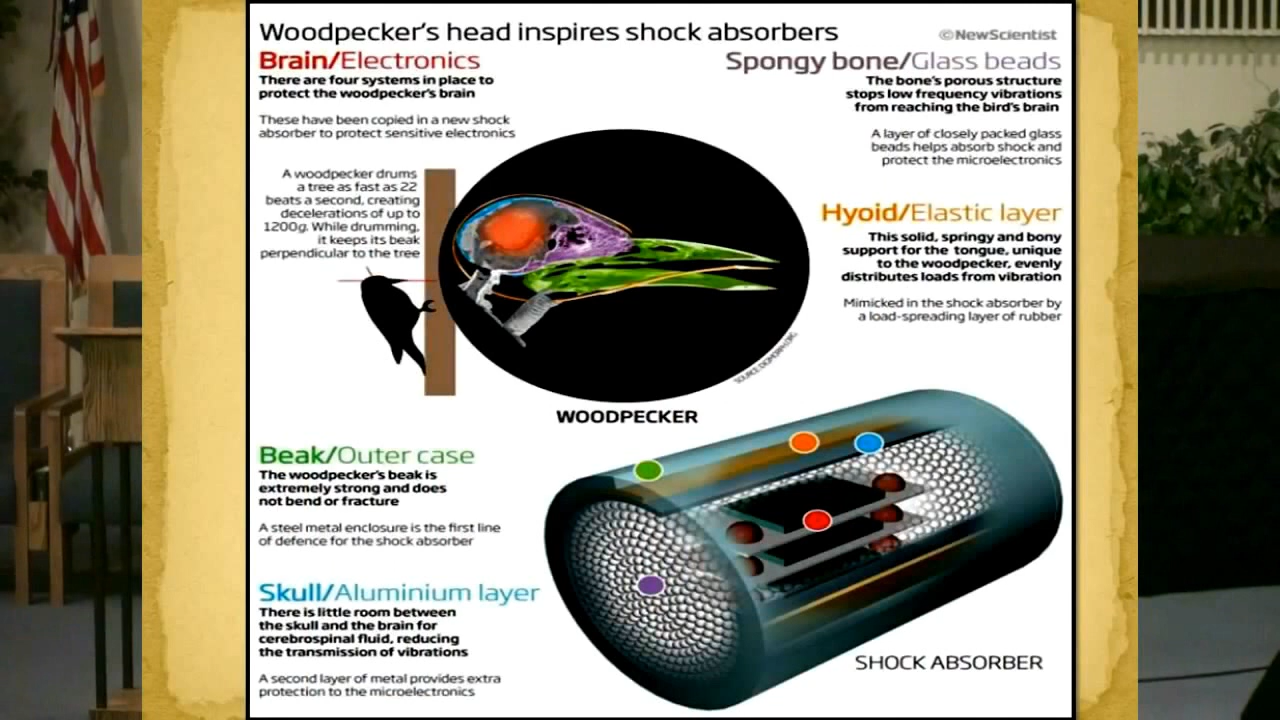 Woodpecker's head inspires shock absorbers
©NewScientist
Brain/Electronics
There are four systems in place to
protect the woodpecker's brain
These have been copied in a new shock
absorber to protect sensitive electronics
Spongy bone/Glass beads
The bone's porous structure
stops low frequency vibrations
from reaching the bird's brain
A layer of closely packed glass
beads helps absorb shock and
protect the microelectronics
A woodpecker drums
a tree as fast as 22
beats a second, creating
decelerations of up to
1200g. While drumming,
it keeps its beak
perpendicular to the tree
Hyoid/Elastic layer
This solid, springy and bony
support for the tongue, unique
to the woodpecker, evenly
distributes loads from vibration
Mimicked in the shock absorber by
a load-spreading layer of rubber
SOURCE: DIGIMORPH.ORG
WOODPECKER
Beak/Outer case
The woodpecker's beak is
extremely strong and does
not bend or fracture
A steel metal enclosure is the first line
of defence for the shock absorber
Skull/Aluminium layer
There is little room between
the skull and the brain for
cerebrospinal fluid, reducing
the transmission of vibrations
A second layer of metal provides extra
protection to the microelectronics
SHOCK ABSORBER